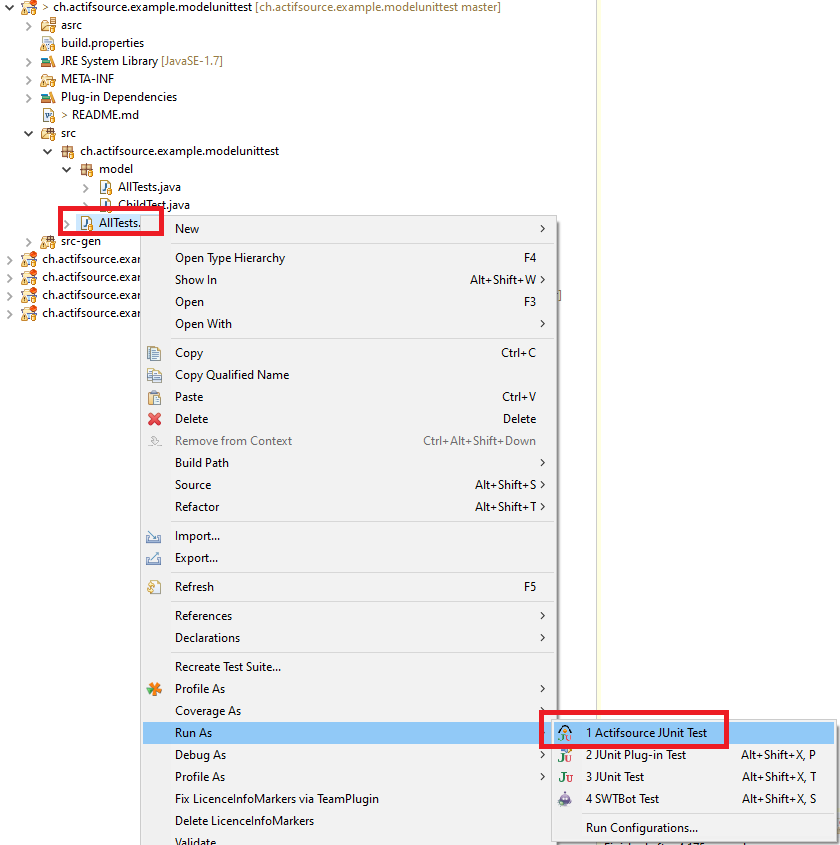 > ch.actifsource.example.modelunittest [ch.actifsource.example.modelunittest master]
asrc
build.properties
JRE System Library [JavaSE-1.7]
META-INF
Plug-in Dependencies
> README.md
src
ch.actifsource.example.modelunittest
model
AllTests.java
ChildTest.java
AllTests.
src-gen
ch.actifsource.exar
ch.actifsource.exar
ch.actifsource.exar
ch.actifsource.exar
New
Open Type Hierarchy F4
Show In Alt+Shift+W
Open F3
Open With
Copy Ctrl+C
Copy Qualified Name
Paste Ctrl+V
Delete Delete
Remove from Context Ctrl+Alt+Shift+Down
Build Path
Source Alt+Shift+S
Refactor Alt+Shift+T
Import...
Export...
Refresh F5
References
Declarations
Recreate Test Suite...
Profile As
Coverage As
Run As
Debug As
Profile As
Fix LicenceInfoMarkers via TeamPlugin
Delete LicenceInfoMarkers
Validate
1 Actifsource JUnit Test
2 JUnit Plug-in Test Alt+Shift+X, P
3 JUnit Test Alt+Shift+X, T
4 SWTBot Test Alt+Shift+X, S
Run Configurations...